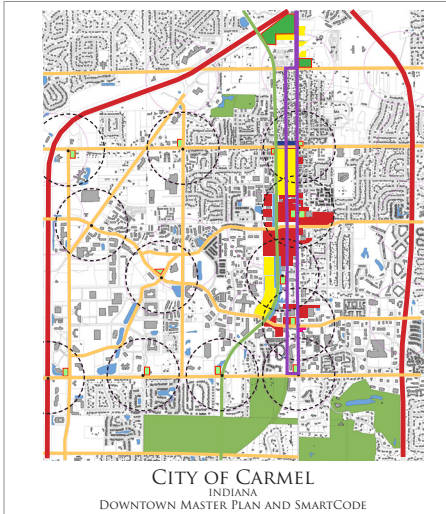 CITY OF CARMEL
INDIANA
DOWNTOWN MASTER PLAN AND SMARTCODE